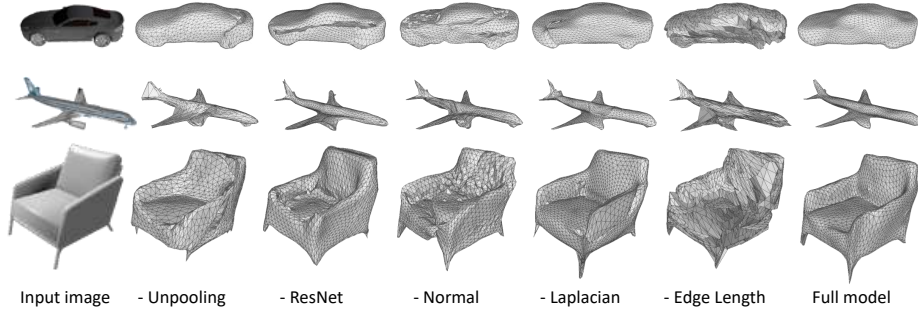 Input image - Unpooling - ResNet - Normal - Laplacian - Edge Length Full model